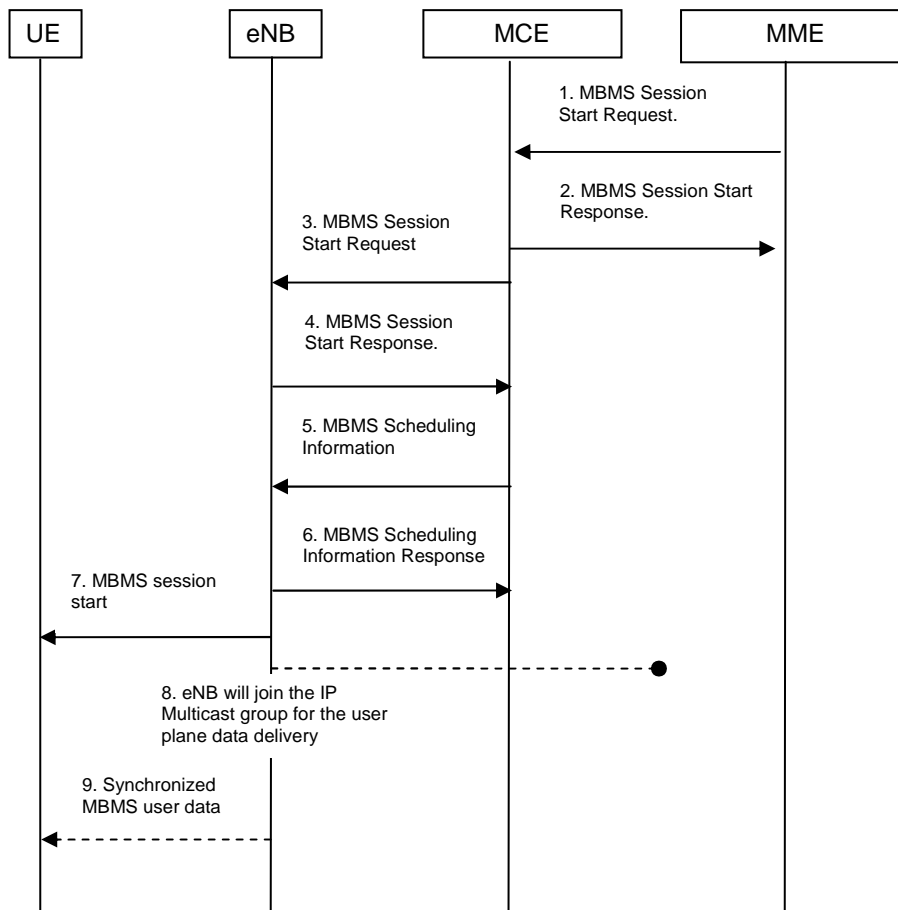 UE
eNB
MCE
MME
1. MBMS Session
Start Request.
2. MBMS Session Start
Response.
3. MBMS Session
Start Request
4. MBMS Session
Start Response.
5. MBMS Scheduling
Information
6. MBMS Scheduling
Information Response
7. MBMS session
start
8. eNB will join the IP
Multicast group for the user
plane data delivery
9. Synchronized
MBMS user data